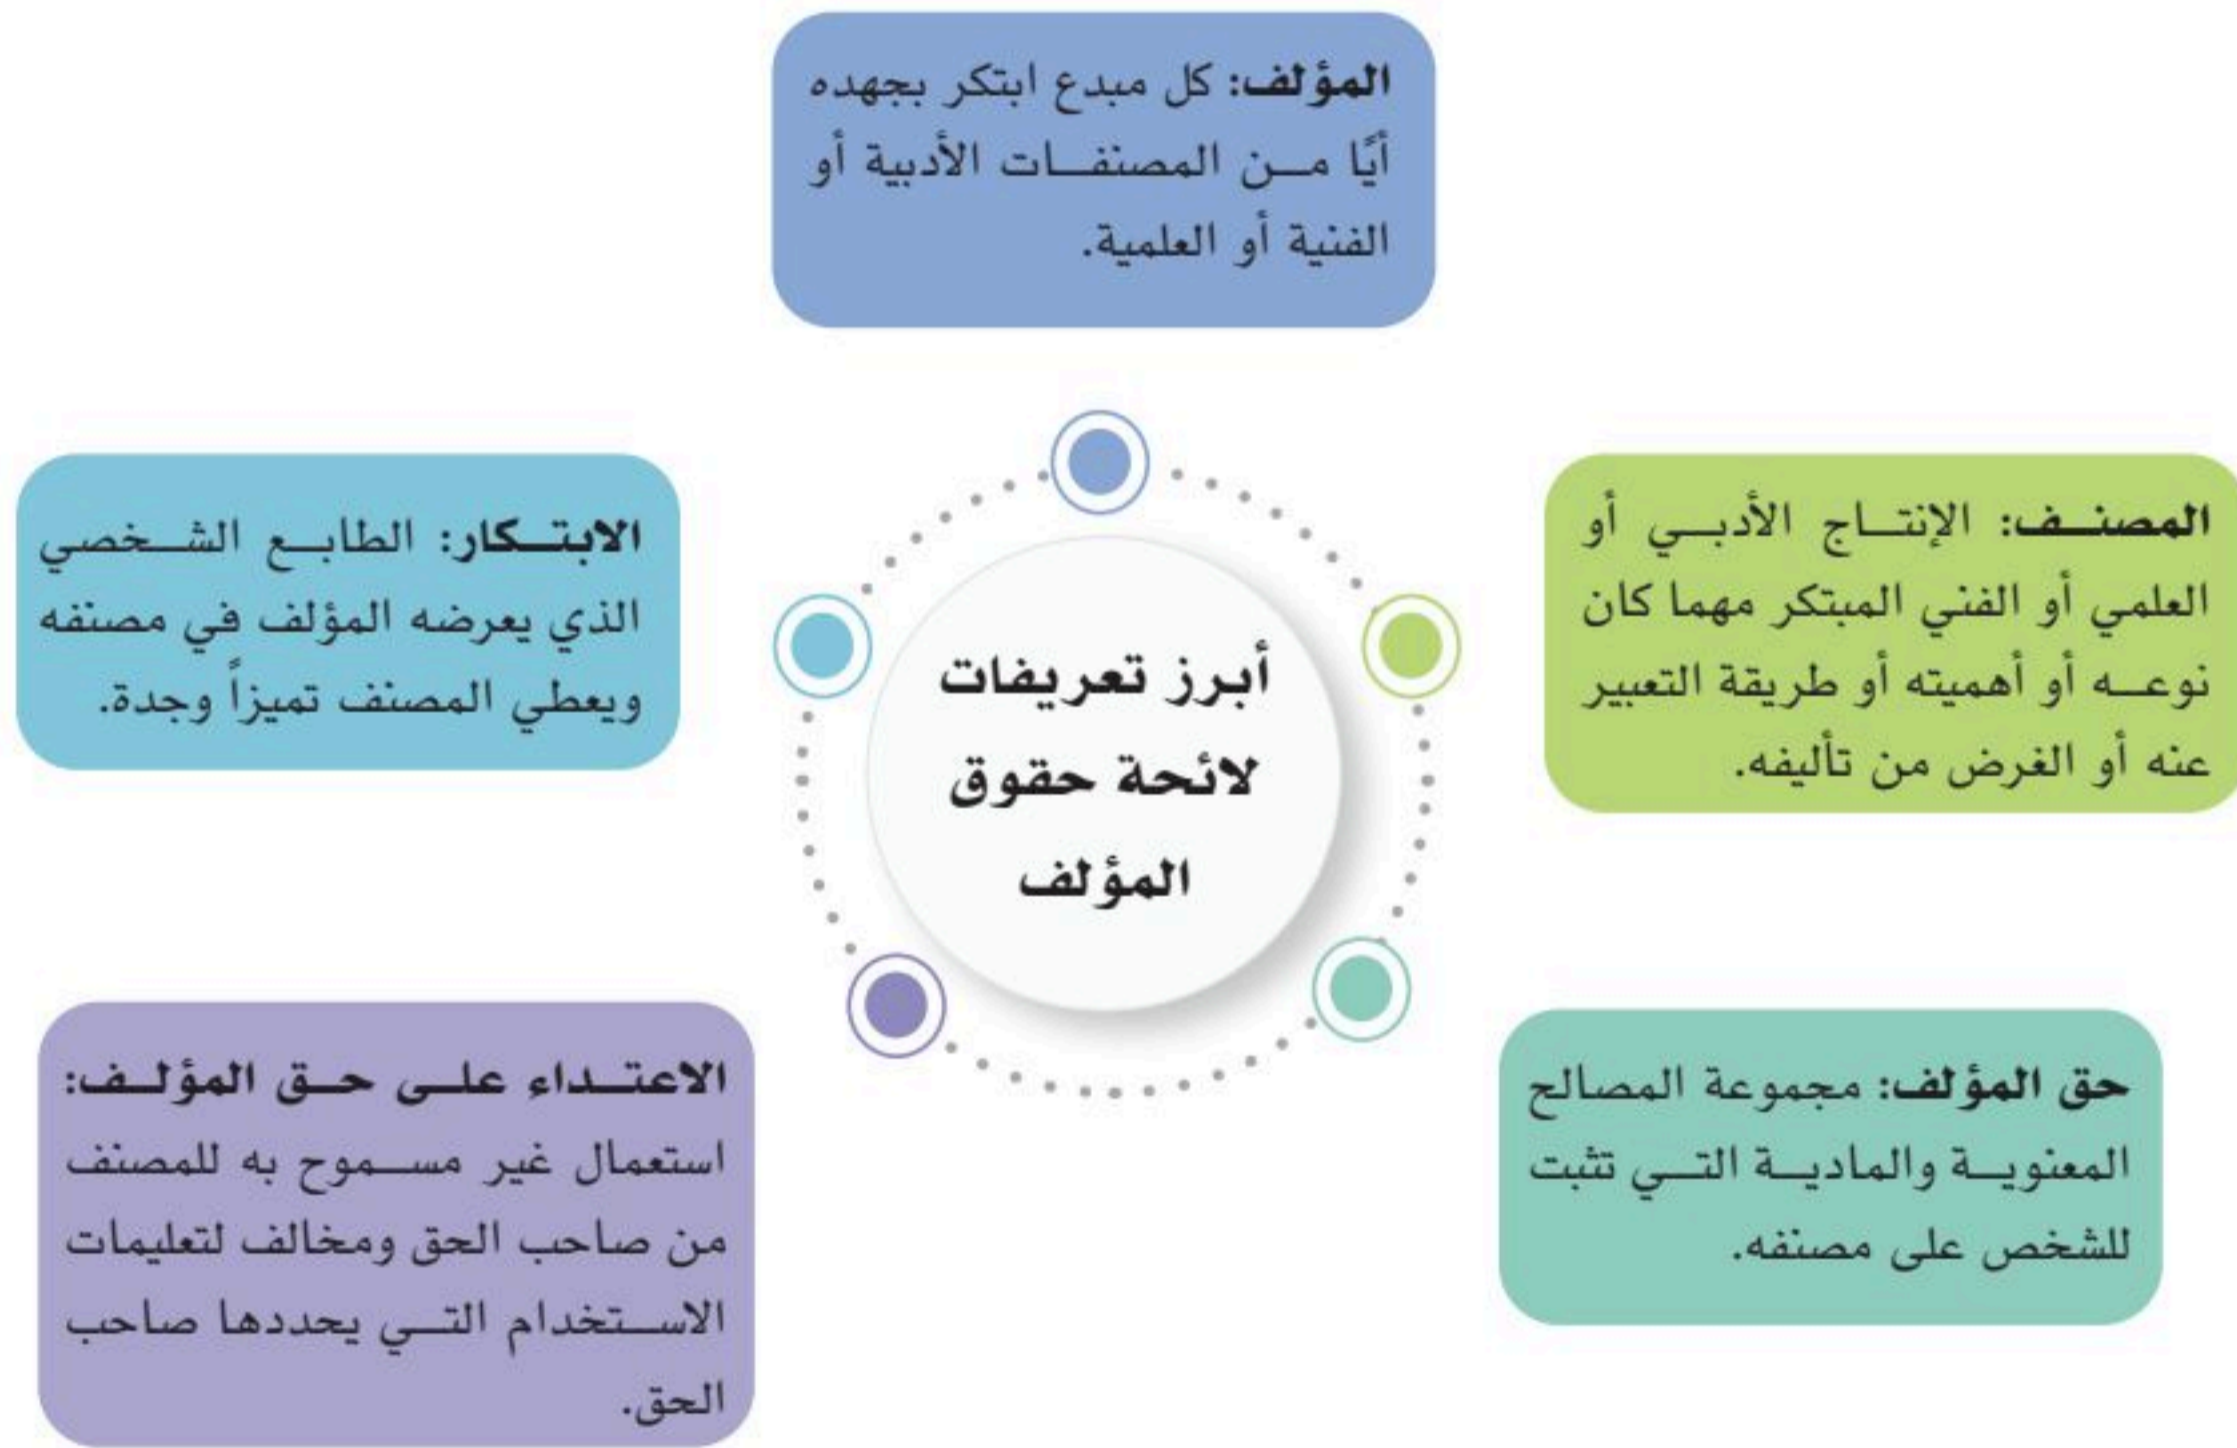 المؤلف: كل مبدع ابتكر بجهده
أيًا من المصنفات الأدبية أو
الفنية أو العلمية.
أبرز تعريفات
لائحة حقوق
المؤلف
المصنف: الإنتاج الأدبي أو
العلمي أو الفني المبتكر مهما كان
نوعه أو أهميته أو طريقة التعبير
عنه أو الغرض من تأليفه.
حق المؤلف: مجموعة المصالح
المعنوية والمادية التي تثبت
للشخص على مصنفه.
الاعتداء على حق المؤلف:
استعمال غير مسموح به للمصنف
من صاحب الحق ومخالف لتعليمات
الاستخدام التي يحددها صاحب
الحق.
الابتكار: الطابع الشخصي
الذي يعرضه المؤلف في مصنفه
ويعطي المصنف تميزاً وجدة.